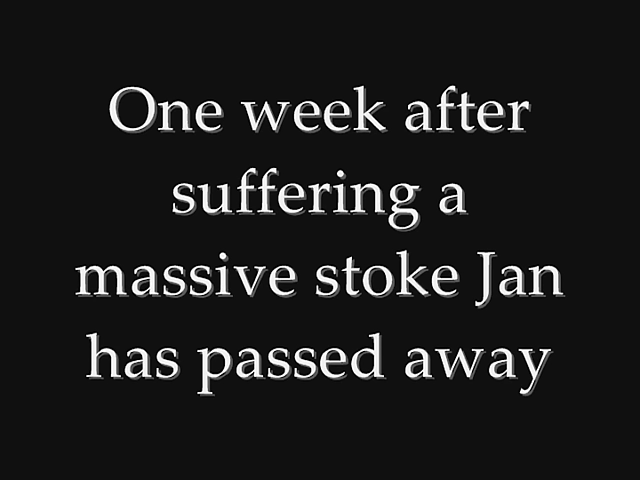 One week after
suffering a
massive stoke Jan
has passed away